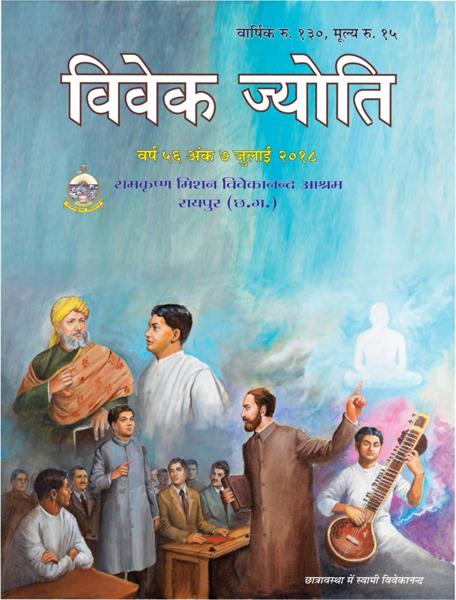 वार्षिक रु. १३०, मूल्य रु. १५
विवेक ज्योति
वर्ष ५६ अंक ७ जुलाई २०१८
रामकृष्ण मिशन विवेकानन्द आश्रम
रायपुर (छ.ग.)
छात्रावस्था में स्वामी विवेकानन्द